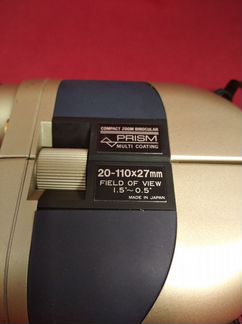 COMPACT ZOOM BINOCULAR
PRISM
MULTI COATING
20-110x27mm
FIELD OF VIEW
1.5°~0.5°
MADE IN JAPAN